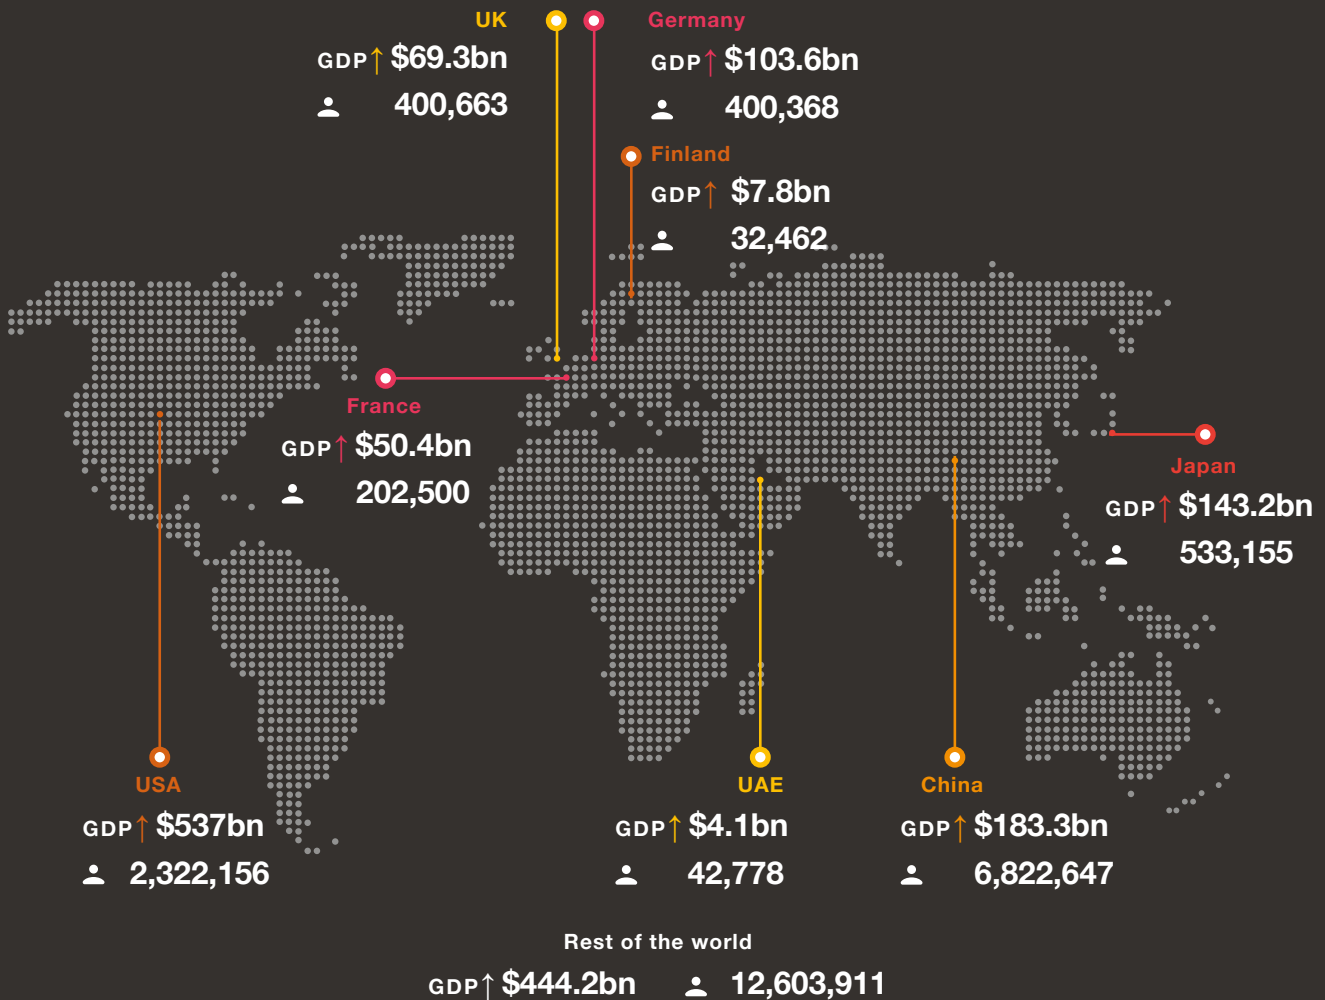 UK
GDP↑ $69.3bn
400,663
Germany
GDP↑ $103.6bn
400,368
Finland
GDP↑ $7.8bn
32,462
France
GDP↑ $50.4bn
202,500
Japan
GDP↑ $143.2bn
533,155
USA
GDP↑ $537bn
2,322,156
UAE
GDP↑ $4.1bn
42,778
China
GDP↑ $183.3bn
6,822,647
Rest of the world
GDP↑ $444.2bn 12,603,911